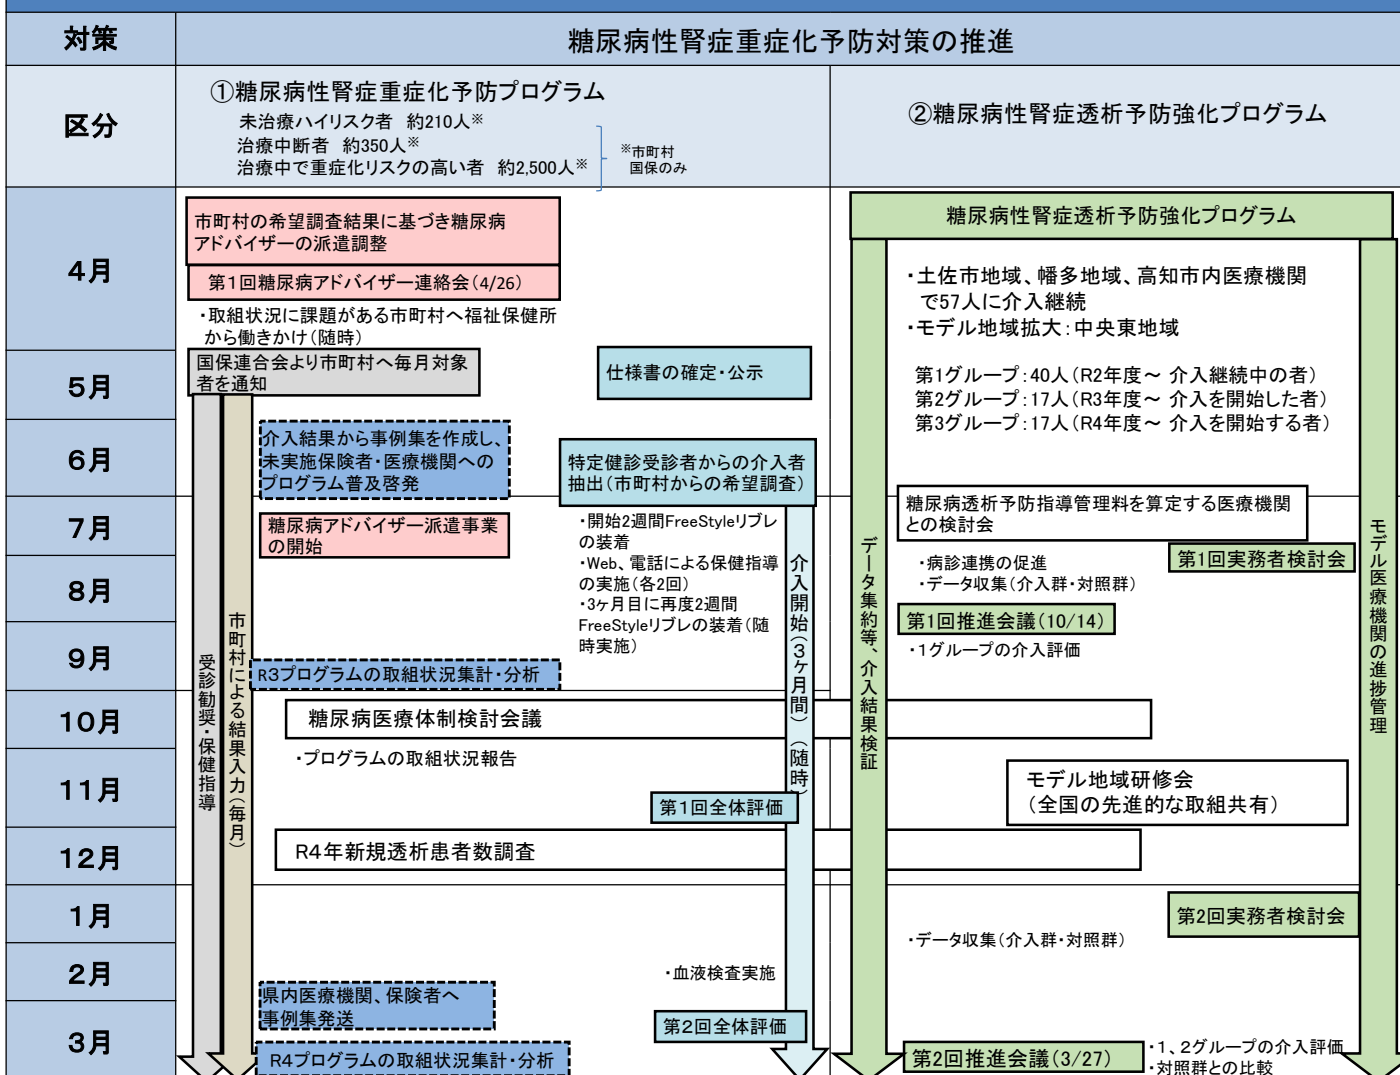 対策
糖尿病性腎症重症化予防対策の推進
区分
①糖尿病性腎症重症化予防プログラム
未治療ハイリスク者 約210人※
治療中断者 約350人※
治療中で重症化リスクの高い者 約2,500人※
※市町村
国保のみ
②糖尿病性腎症透析予防強化プログラム
4月
市町村の希望調査結果に基づき糖尿病
アドバイザーの派遣調整
第1回糖尿病アドバイザー連絡会(4/26)
・取組状況に課題がある市町村へ福祉保健所
から働きかけ(随時)
糖尿病性腎症透析予防強化プログラム
・土佐市地域、幡多地域、高知市内医療機関
で57人に介入継続
・モデル地域拡大:中央東地域
5月
国保連合会より市町村へ毎月対象
者を通知
仕様書の確定・公示
第1グループ:40人(R2年度～ 介入継続中の者)
第2グループ:17人(R3年度～ 介入を開始した者)
第3グループ:17人(R4年度～ 介入を開始する者)
6月
介入結果から事例集を作成し、
未実施保険者・医療機関への
プログラム普及啓発
特定健診受診者からの介入者
抽出(市町村からの希望調査)
7月
糖尿病アドバイザー派遣事業
の開始
・開始2週間FreeStyleリブレ
の装着
・Web、電話による保健指導
の実施(各2回)
・3ヶ月目に再度2週間
FreeStyleリブレの装着(随
時実施)
糖尿病透析予防指導管理料を算定する医療機関
との検討会
・病診連携の促進
・データ収集(介入群・対照群)
第1回実務者検討会
8月
第1回推進会議(10/14)
・1グループの介入評価
9月
R3プログラムの取組状況集計・分析
受診勧奨・保健指導
市町村による結果入力(毎月)
介入開始(3ヶ月間)(随時)
データ集約等、介入結果検証
モデル医療機関の進捗管理
10月
糖尿病医療体制検討会議
・プログラムの取組状況報告
11月
第1回全体評価
モデル地域研修会
(全国の先進的な取組共有)
12月
R4年新規透析患者数調査
1月
第2回実務者検討会
・データ収集(介入群・対照群)
2月
・血液検査実施
県内医療機関、保険者へ
事例集発送
3月
第2回全体評価
R4プログラムの取組状況集計・分析
第2回推進会議(3/27)
・1、2グループの介入評価
・対照群との比較